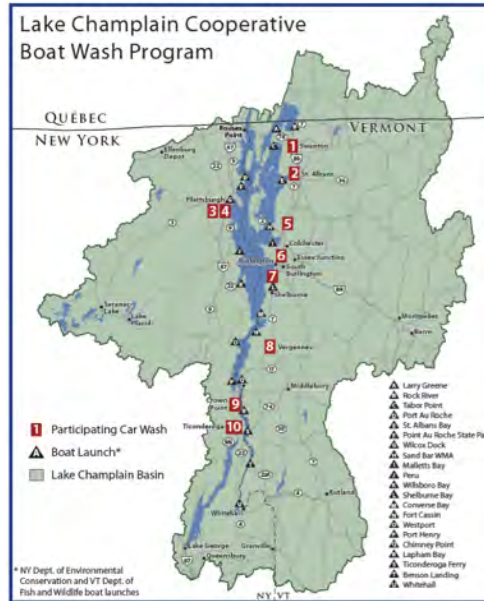 Lake Champlain Cooperative
Boat Wash Program
QUÉBEC
NEW YORK
VERMONT
Rouses
Point
Ellenburg
Depot
1
Swanton
2
St. Albans
Plattsburgh
3 4
5
Colchester
6
Essex Junction
Burlington
South
Burlington
7
Shelburne
Saranac
Lake
Lake
Placid
Montpelier
Barre
8
Vergennes
Middlebury
Crown
Point
9
Ticonderoga
10
Rutland
Whitehall
Lake George
Queensbury
Granville
NY VT
1 Participating Car Wash
Boat Launch*
Lake Champlain Basin
* NY Dept. of Environmental
Conservation and VT Dept. of
Fish and Wildlife boat launches
Larry Greene
Rock River
Tabor Point
Port Au Roche
St. Albans Bay
Point Au Roche State Pa
Wilcox Dock
Sand Bar WMA
Malletts Bay
Peru
Willsboro Bay
Shelburne Bay
Converse Bay
Fort Cassin
Westport
Port Henry
Chimney Point
Lapham Bay
Ticonderoga Ferry
Benson Landing
Whitehall